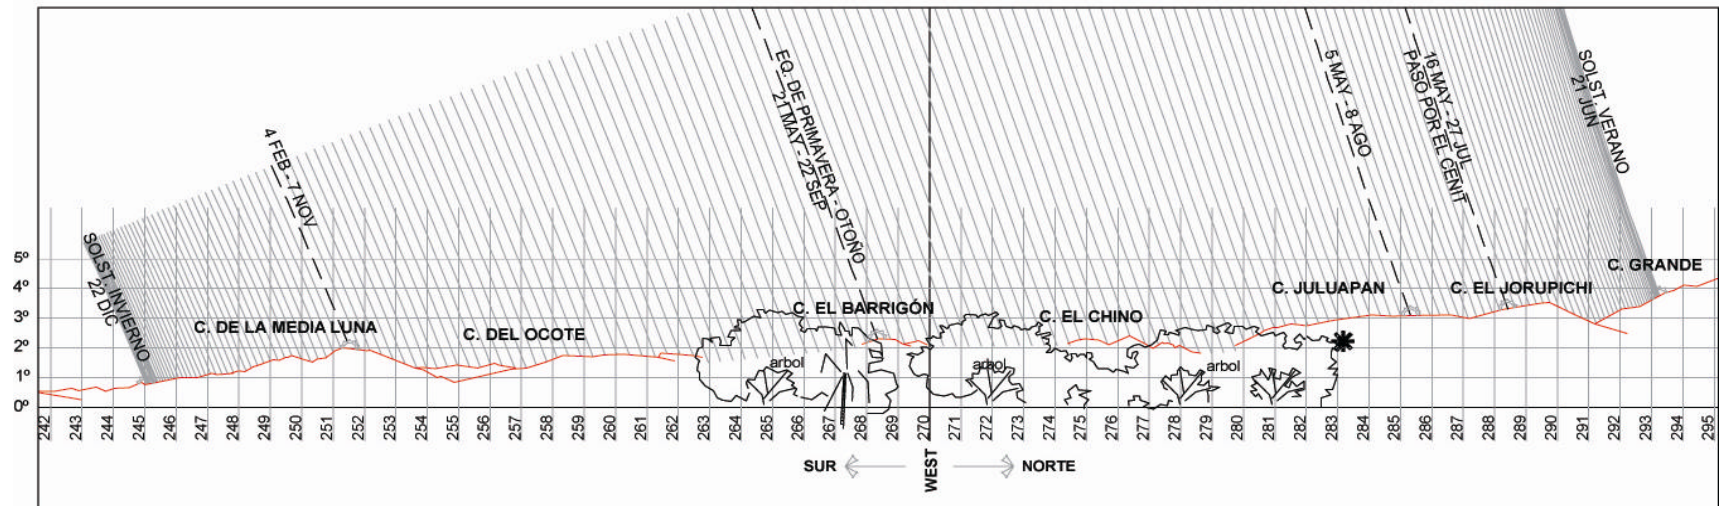 4 FEB - 7 NOV
EQ. DE PRIMAVERA - OTOÑO
21 MAY - 22 SEP
5 MAY - 8 AGO
16 MAY - 27 JUL
PASO POR EL CENIT
SOLST. VERANO
21 JUN
SOLST. INVIERNO
22 DIC
C. DE LA MEDIA LUNA
C. DEL OCOTE
C. EL BARRIGÓN
C. EL CHINO
C. JULUAPAN
C. EL JORUPICHI
C. GRANDE
5º
4º
3º
2º
1º
0º
arbol
arbol
arbol
242 243 244 245 246 247 248 249 250 251 252 253 254 255 256 257 258 259 260 261 262 263 264 265 266 267 268 269 270 271 272 273 274 275 276 277 278 279 280 281 282 283 284 285 286 287 288 289 290 291 292 293 294 295
SUR
WEST
NORTE